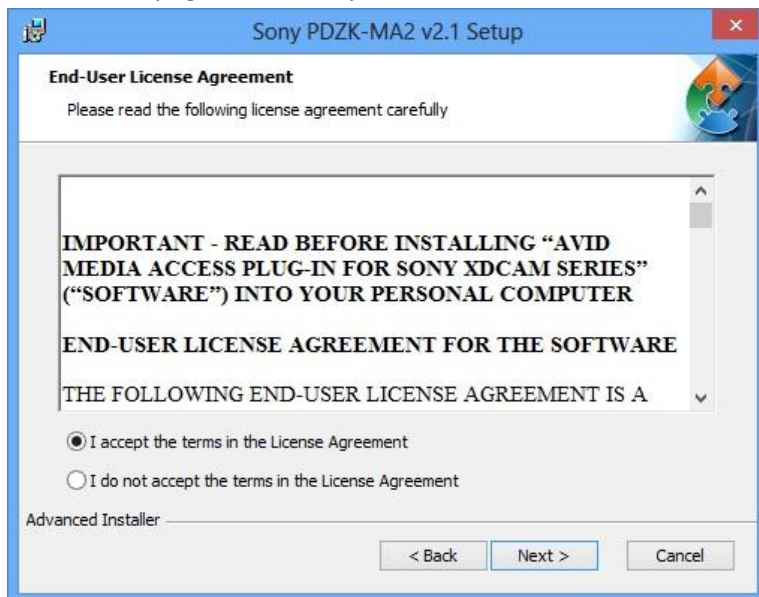 Sony PDZK-MA2 v2.1 Setup
End-User License Agreement
Please read the following license agreement carefully
IMPORTANT - READ BEFORE INSTALLING “AVID
MEDIA ACCESS PLUG-IN FOR SONY XDCAM SERIES”
(“SOFTWARE”) INTO YOUR PERSONAL COMPUTER
END-USER LICENSE AGREEMENT FOR THE SOFTWARE
THE FOLLOWING END-USER LICENSE AGREEMENT IS A
I accept the terms in the License Agreement
I do not accept the terms in the License Agreement
Advanced Installer
< Back Next > Cancel